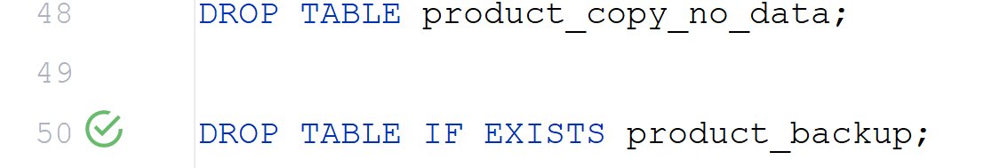 48 DROP TABLE product_copy_no_data;
49
50 DROP TABLE IF EXISTS product_backup;